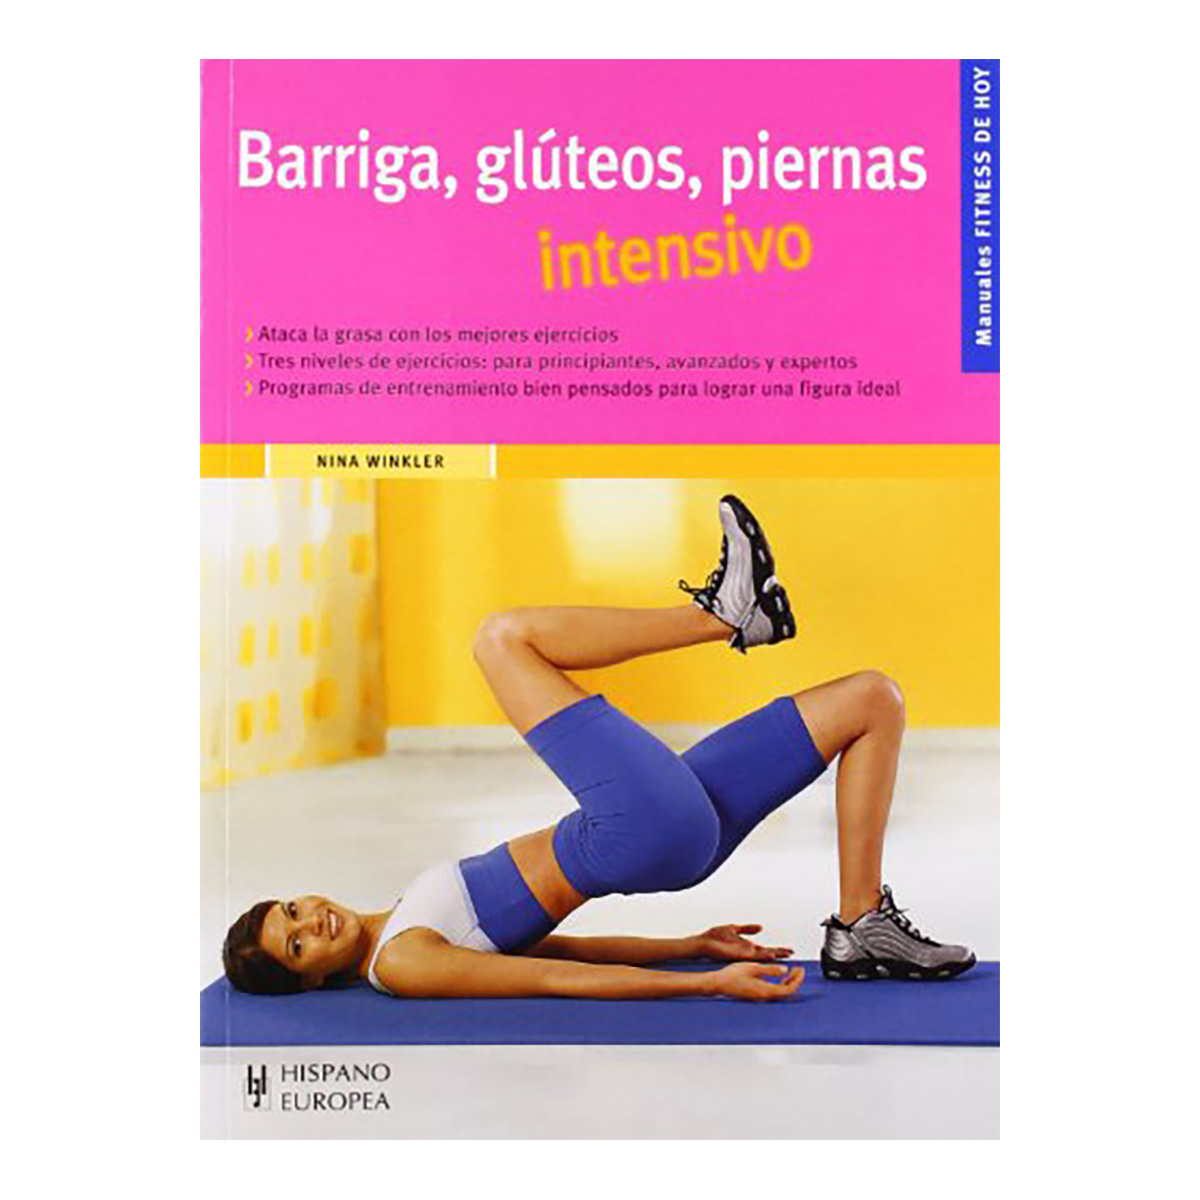 Barriga, glúteos, piernas
intensivo
› Ataca la grasa con los mejores ejercicios
› Tres niveles de ejercicios: para principiantes, avanzados y expertos
› Programas de entrenamiento bien pensados para lograr una figura ideal
Manuales FITNESS DE HOY
NINA WINKLER
HISPANO
EUROPEA